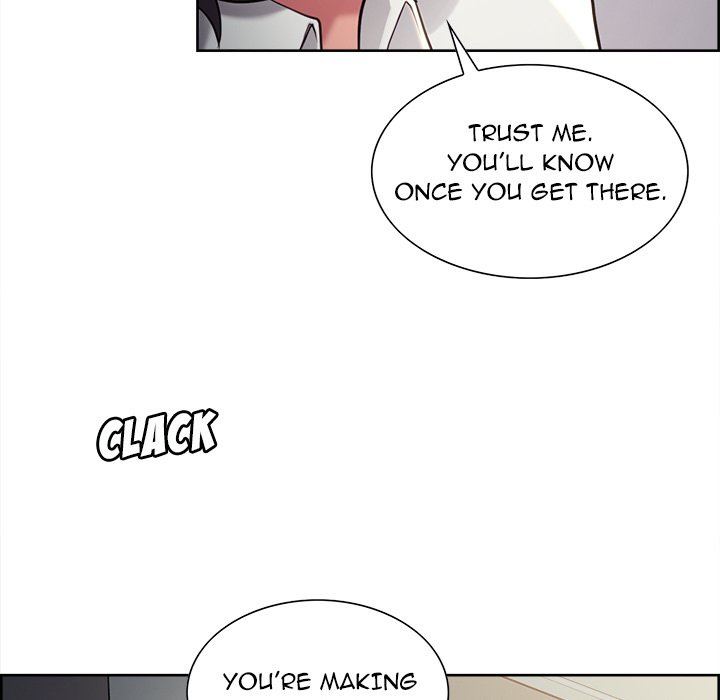 TRUST ME.
YOU'LL KNOW
ONCE YOU GET THERE.
CLACK
YOU'RE MAKING